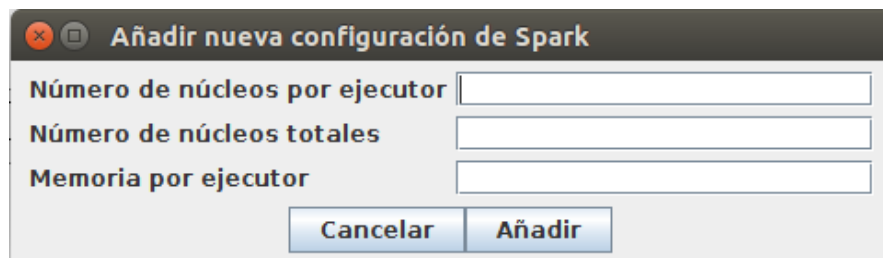 Añadir nueva configuración de Spark
Número de núcleos por ejecutor
Número de núcleos totales
Memoria por ejecutor
Cancelar Añadir